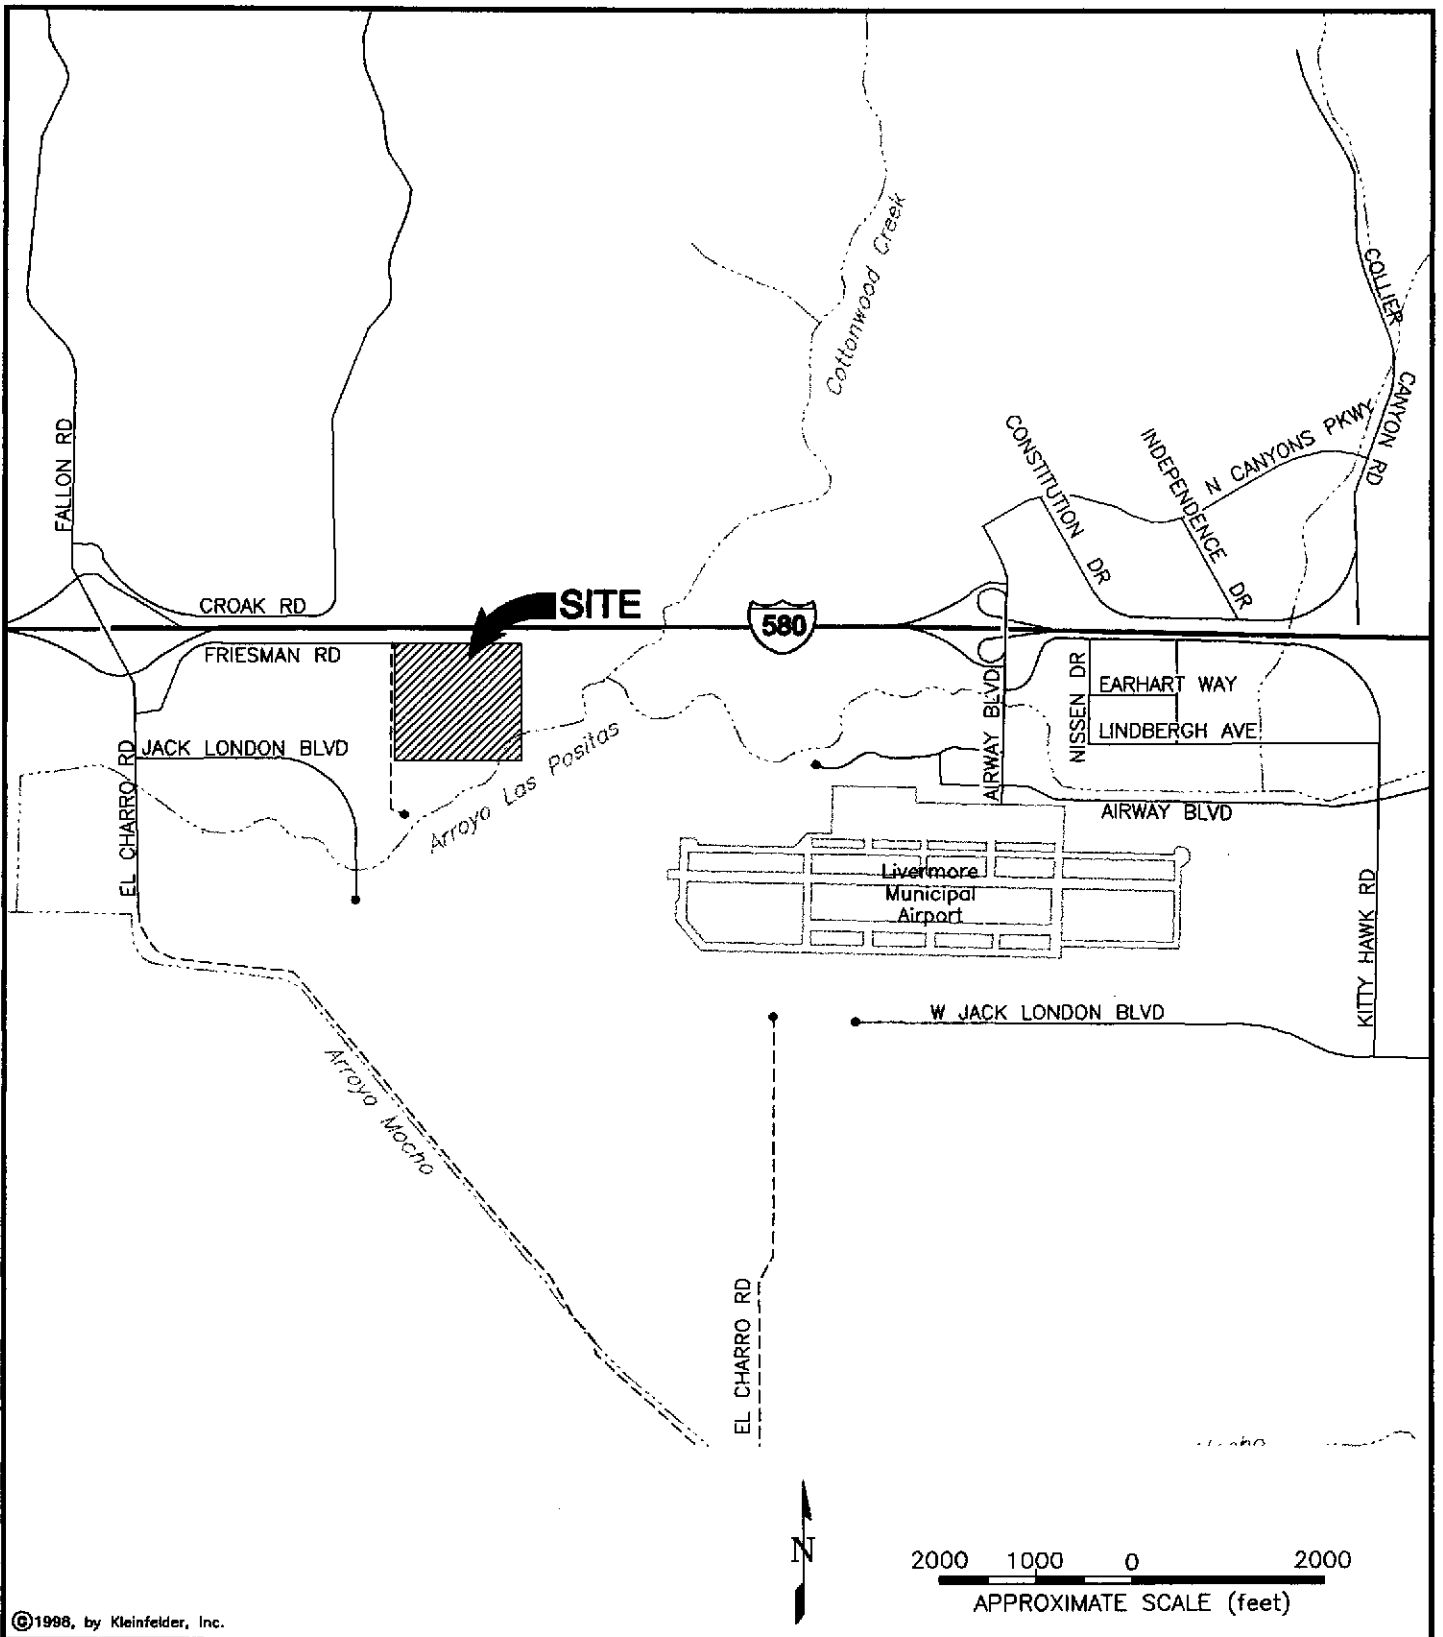 Cottonwood Creek
COLLIER
CANYON RD
N CANYONS PKWY
CONSTITUTION DR
INDEPENDENCE DR
FALLON RD
CROAK RD
SITE
580
FRIESMAN RD
JACK LONDON BLVD
EL CHARRO RD
Arroyo Las Positas
AIRWAY BLVD
NISSEN DR
EARHART WAY
LINDBERGH AVE
AIRWAY BLVD
Livermore
Municipal
Airport
KITTY HAWK RD
W JACK LONDON BLVD
Arroyo Mocho
EL CHARRO RD
N
2000 1000 0 2000
APPROXIMATE SCALE (feet)
©1998, by Kleinfelder, Inc.